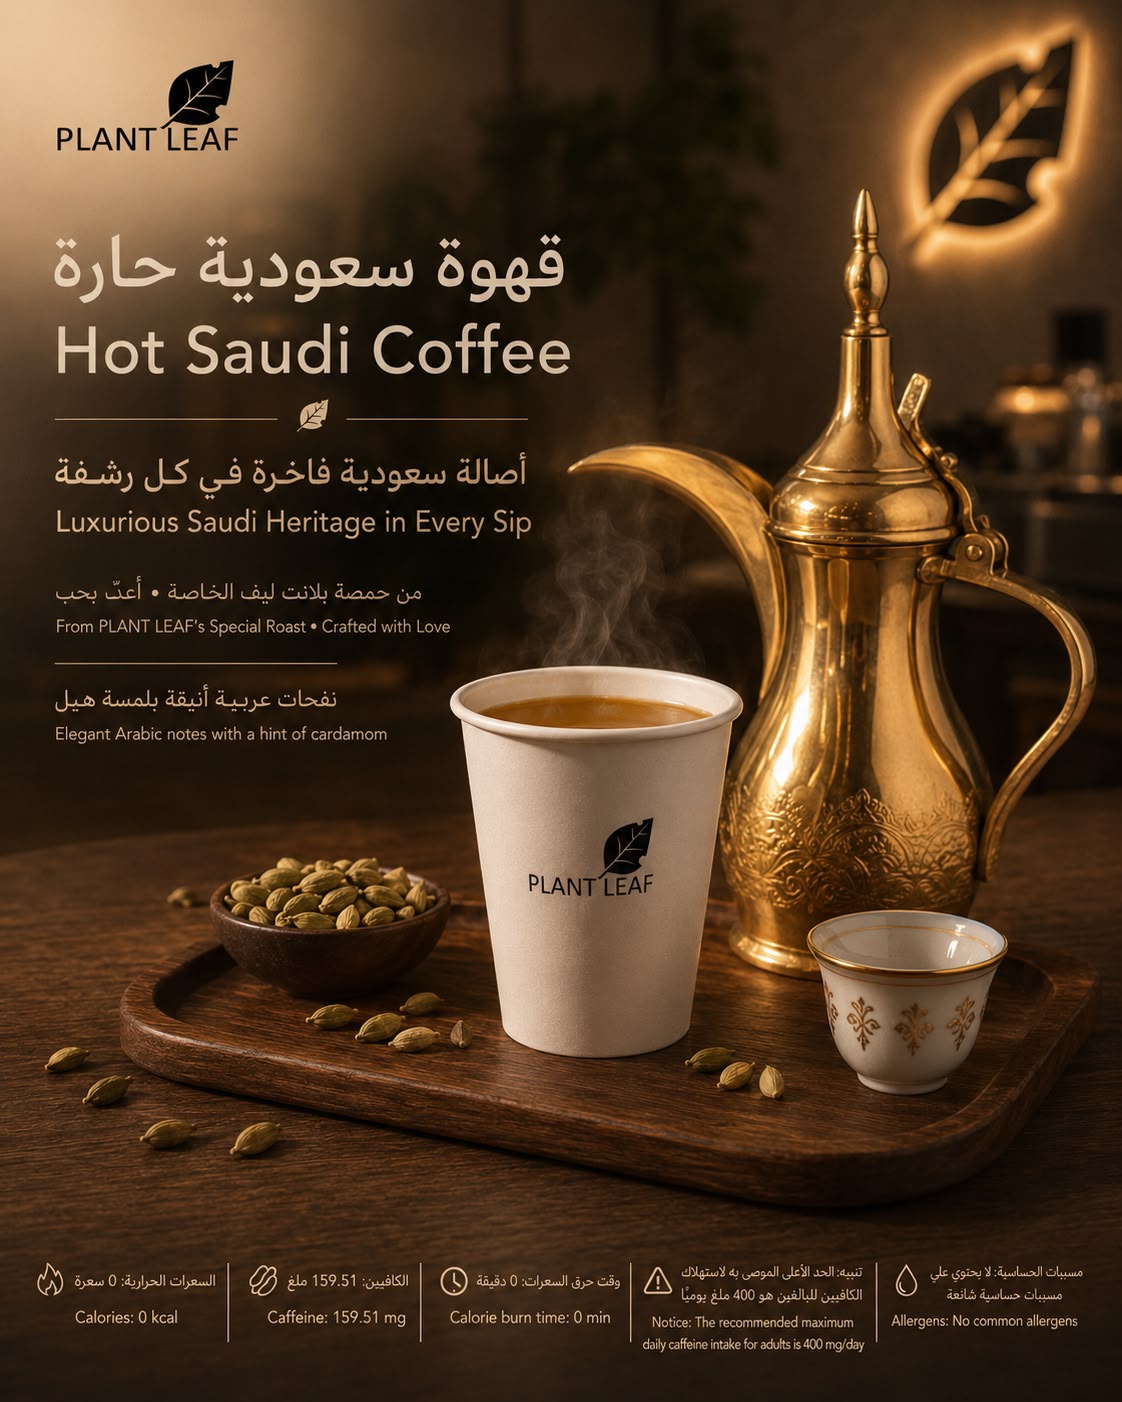 PLANT LEAF
قهوة سعودية حارة
Hot Saudi Coffee
أصالة سعودية فاخرة في كل رشفة
Luxurious Saudi Heritage in Every Sip
من حمصة بلانت ليف الخاصة • أعدّ بحب
From PLANT LEAF's Special Roast • Crafted with Love
نفحات عربية أنيقة بلمسة هيل
Elegant Arabic notes with a hint of cardamom
PLANT LEAF
السعرات الحرارية: 0 سعرة
Calories: 0 kcal
الكافيين: 159.51 ملغ
Caffeine: 159.51 mg
وقت حرق السعرات: 0 دقيقة
Calorie burn time: 0 min
تنبيه: الحد الأعلى الموصى به لاستهلاك
الكافيين للبالغين هو 400 ملغ يوميًا
Notice: The recommended maximum
daily caffeine intake for adults is 400 mg/day
مسببات الحساسية: لا يحتوي علي
مسببات حساسية شائعة
Allergens: No common allergens